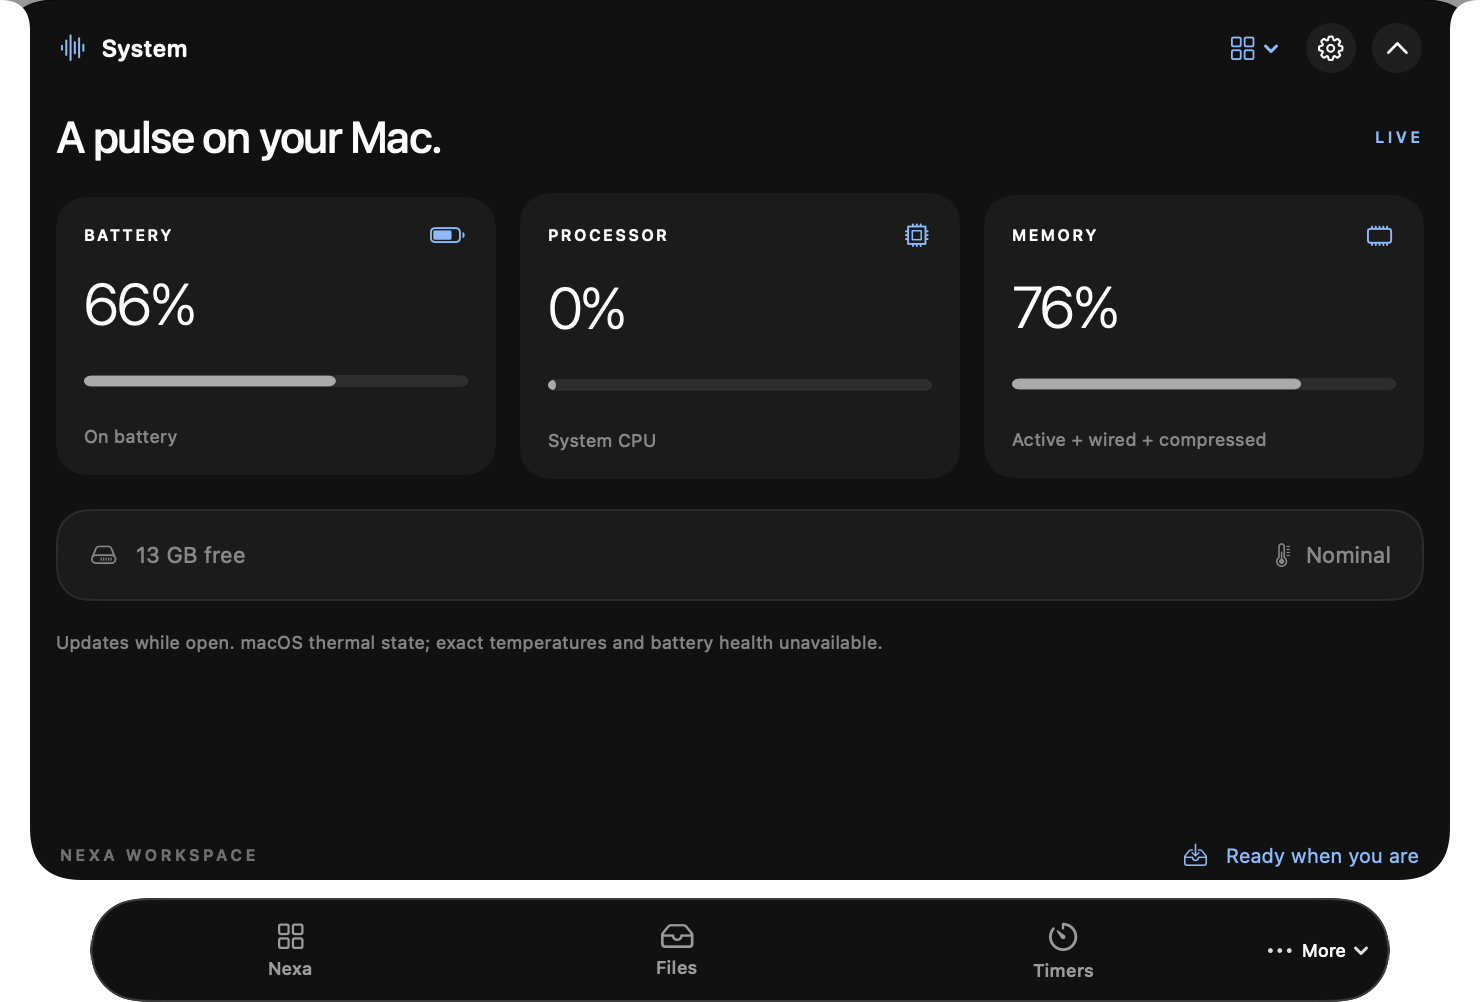 System
A pulse on your Mac.
LIVE
BATTERY
66%
On battery
PROCESSOR
0%
System CPU
MEMORY
76%
Active + wired + compressed
13 GB free
Nominal
Updates while open. macOS thermal state; exact temperatures and battery health unavailable.
NEXA WORKSPACE
Ready when you are
Nexa
Files
Timers
More